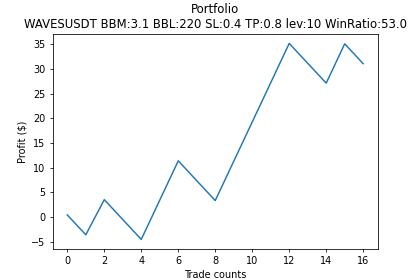 Portfolio
WAVESUSDT BBM:3.1 BBL:220 SL:0.4 TP:0.8 lev:10 WinRatio:53.0
35
30
25
20
15
10
5
0
−5
Profit ($)
0 2 4 6 8 10 12 14 16
Trade counts